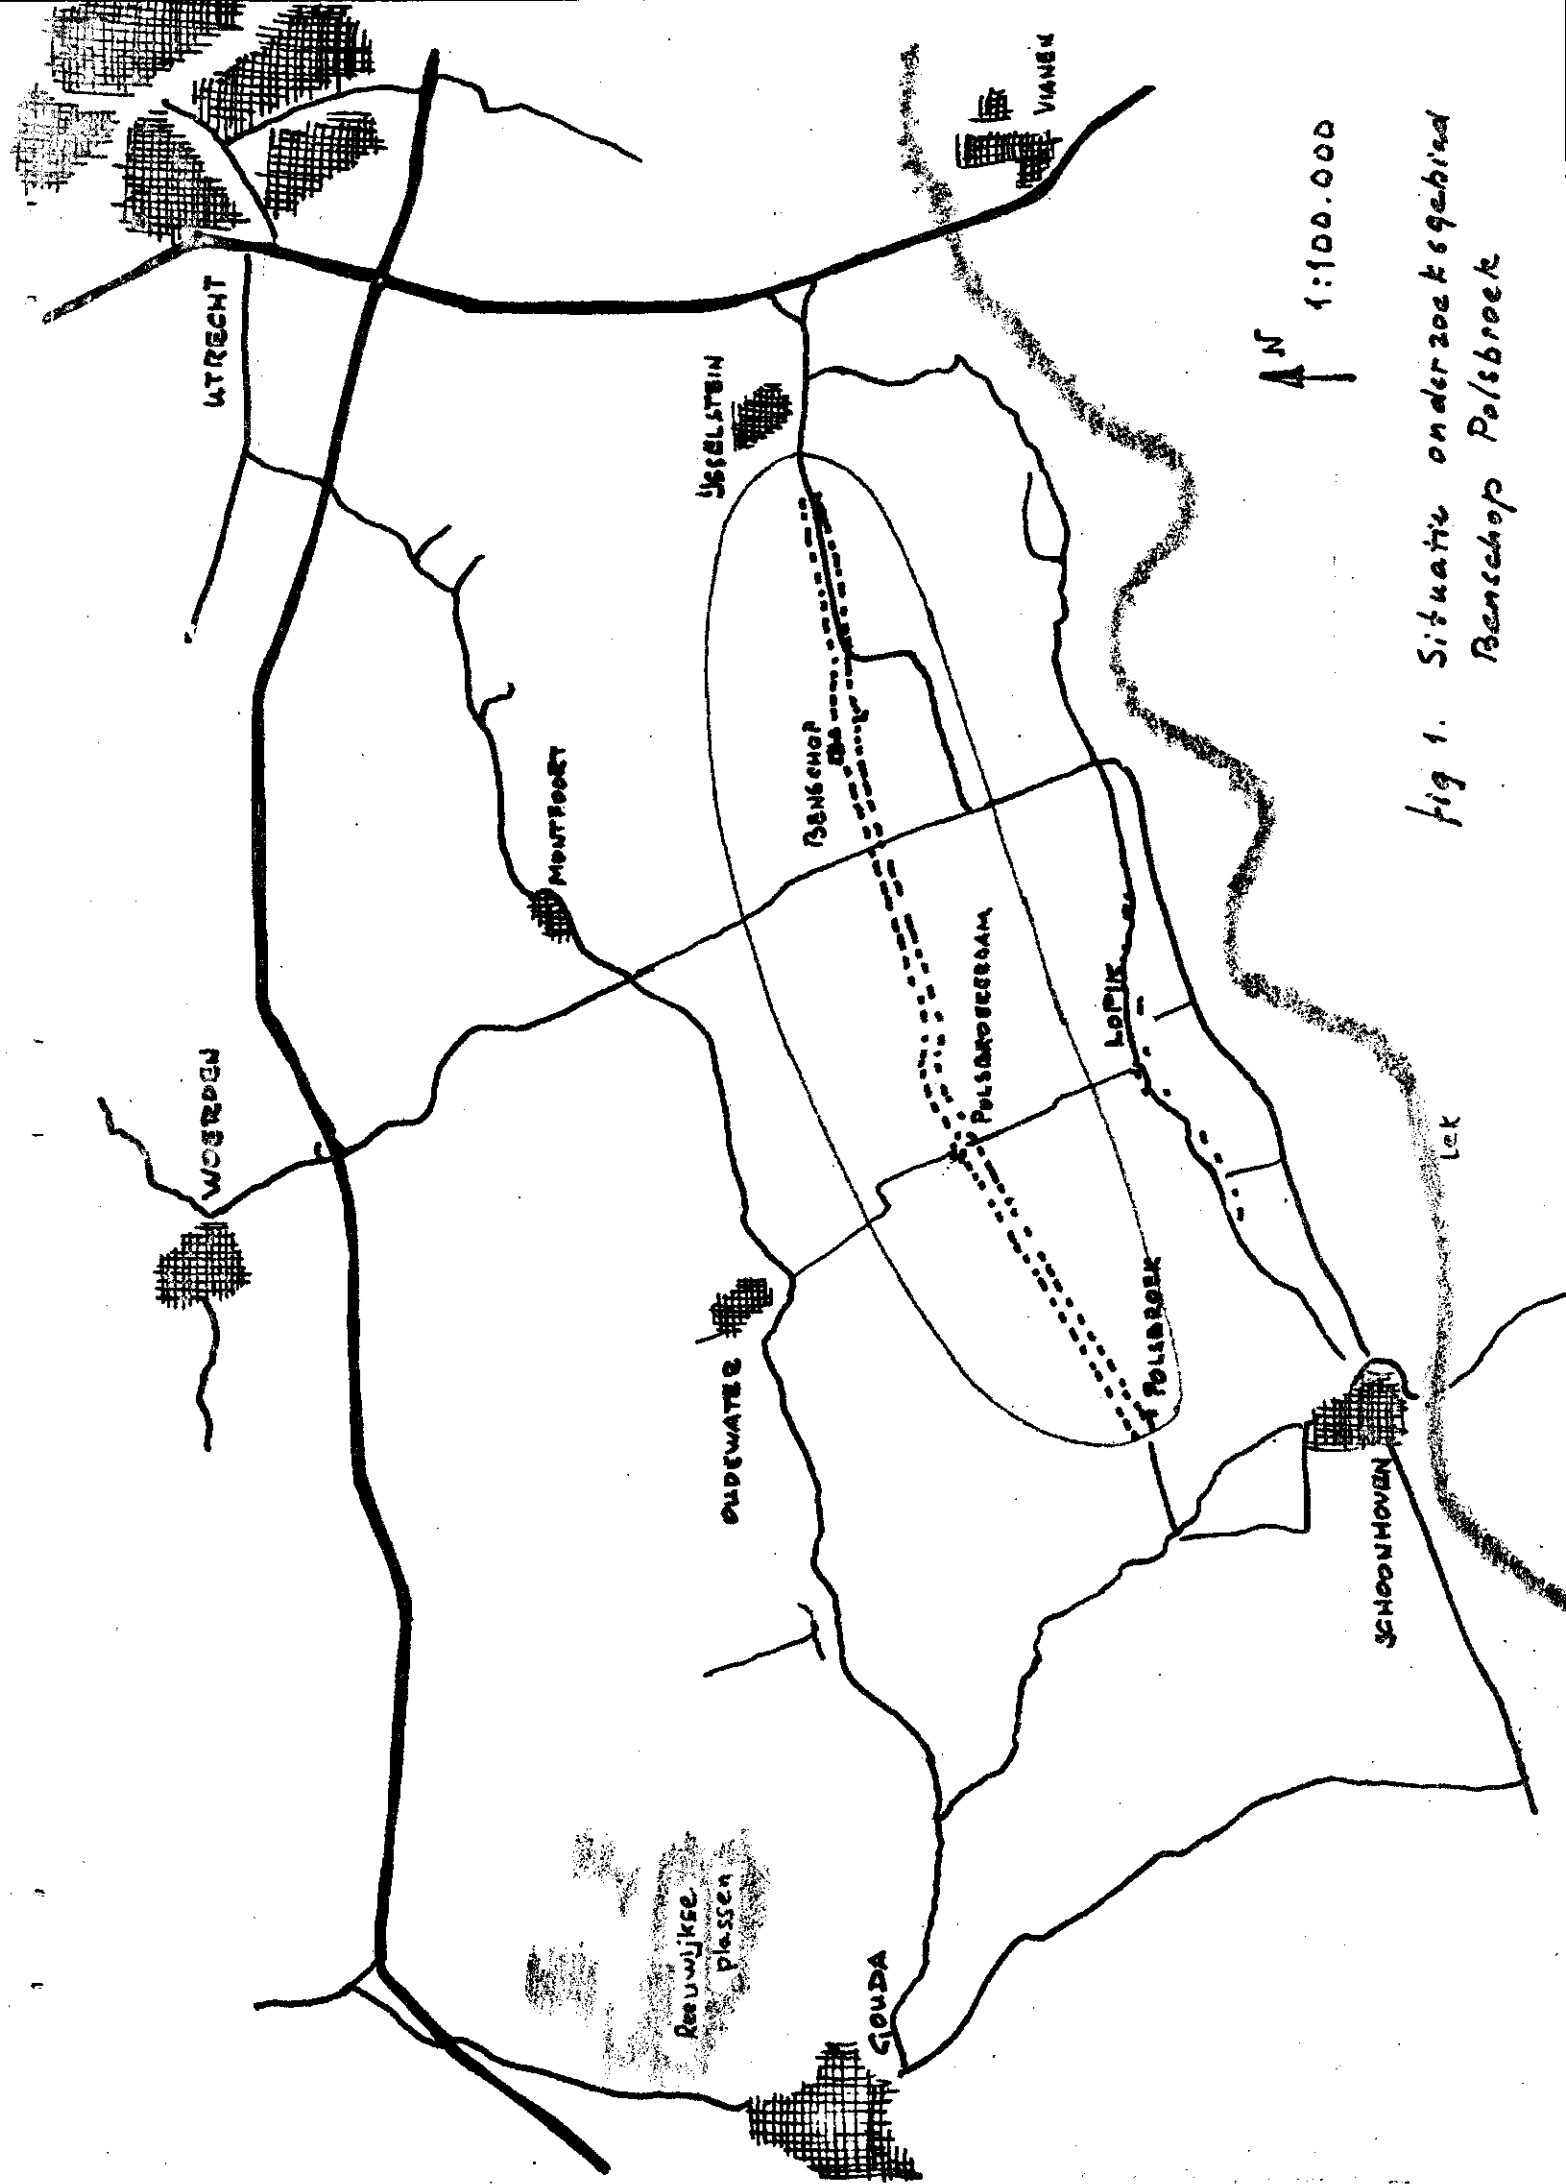 UTRECHT
WOERDEN
MONTFOORT
YSSELSTEIN
VIANEN
BENSCHOP
OUDEWATER
Reeuwijkse
plassen
POLSBROEKERDAM
GOUDA
LOPIK
POLSBROEK
N
1:100.000
SCHOONHOVEN
Lek
fig 1. Situatie onderzoeksgebied
Benschop Polsbroek